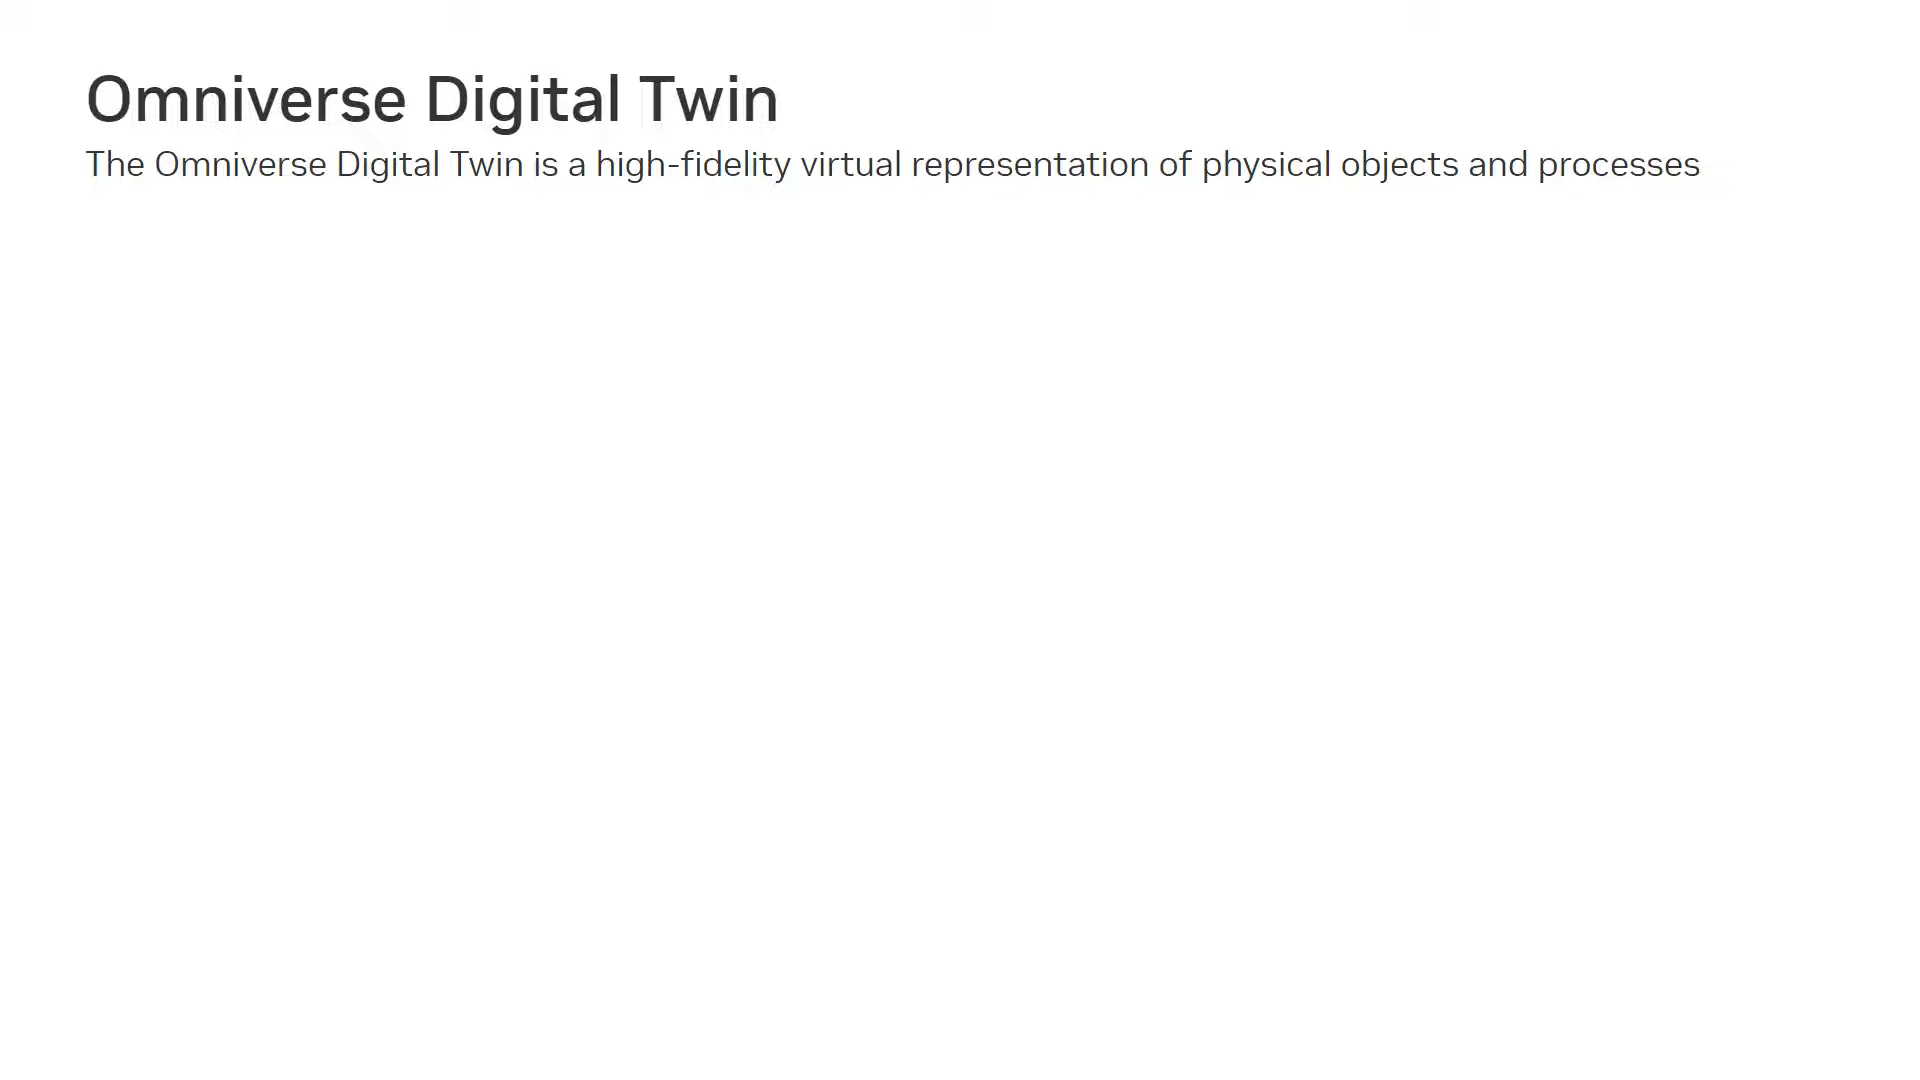 Omniverse Digital Twin
The Omniverse Digital Twin is a high-fidelity virtual representation of physical objects and processes